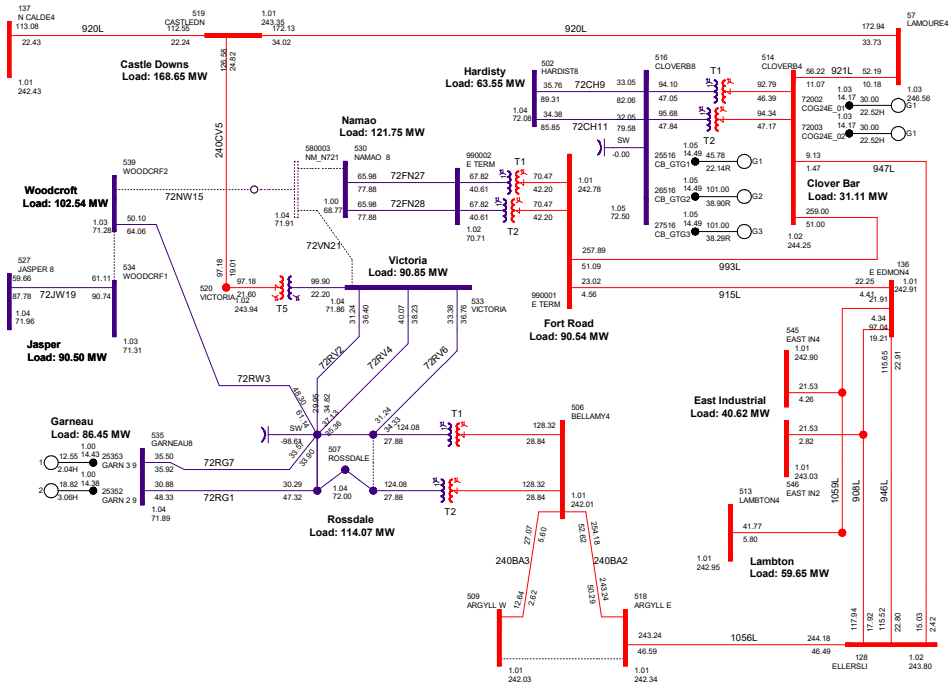 137
N CALDE4
113.08
22.43
1.01
242.43
920L
519
CASTLEDN
112.55
22.24
1.01
243.35
172.13
34.02
920L
172.94
33.73
57
LAMOURE4
1.03
246.56
Castle Downs
Load: 168.65 MW
126.58
24.82
240CV5
97.18
19.01
Hardisty
Load: 63.55 MW
502
HARDIST8
35.76
89.31
34.38
85.85
1.04
72.08
72CH9
72CH11
33.05
82.06
32.05
79.58
SW
-0.00
516
CLOVERB8
94.10
47.05
95.68
47.84
1.05
72.50
T1
T2
92.79
46.39
94.34
47.17
514
CLOVERB4
56.22
11.07
921L
52.19
10.18
72002
COG24E_01
1.03
14.17
30.00
22.52H
G1
72003
COG24E_02
1.03
14.17
30.00
22.52H
G1
25516
CB_GTG1
1.05
14.49
45.78
22.14R
G1
26516
CB_GTG2
1.05
14.49
101.00
38.90R
G2
27516
CB_GTG3
1.05
14.49
101.00
38.29R
G3
9.13
1.47
947L
Clover Bar
Load: 31.11 MW
259.00
51.00
1.02
244.25
Namao
Load: 121.75 MW
580003
NM_N721
1.04
71.91
530
NAMAO 8
65.98
77.88
65.98
77.88
1.00
68.77
72FN27
72FN28
990002
E TERM
67.82
40.61
67.82
40.61
1.02
70.71
T1
T2
70.47
42.20
70.47
42.20
1.01
242.78
257.89
51.09
993L
23.02
4.56
915L
22.25
4.41
990001
E TERM
Fort Road
Load: 90.54 MW
136
E EDMON4
1.01
242.91
21.91
4.34
97.04
19.21
115.65
22.91
539
WOODCRF2
Woodcroft
Load: 102.54 MW
72NW15
50.10
64.06
1.03
71.28
534
WOODCRF1
61.11
90.74
1.03
71.31
527
JASPER 8
59.66
87.78
72JW19
1.04
71.96
Jasper
Load: 90.50 MW
72VN21
Victoria
Load: 90.85 MW
520
VICTORIA
97.18
21.60
1.02
243.94
T5
99.90
22.20
1.04
71.86
533
VICTORIA
31.24
36.40
40.07
38.23
33.38
36.76
72RV2
72RV4
72RV6
72RW3
48.30
61.14
29.95
34.82
37.13
35.36
31.24
34.33
33.57
33.90
SW
-98.61
Garneau
Load: 86.45 MW
535
GARNEAU8
1
12.55
2.04H
1.00
14.43
25353
GARN 3 9
2
18.82
3.06H
1.00
14.38
25352
GARN 2 9
35.50
35.92
30.88
48.33
1.04
71.89
72RG7
72RG1
30.29
47.32
507
ROSSDALE
1.04
72.00
Rossdale
Load: 114.07 MW
124.08
27.88
T1
128.32
28.84
124.08
27.88
T2
128.32
28.84
506
BELLAMY4
1.01
242.01
27.07
5.60
254.18
52.62
240BA3
240BA2
12.64
2.62
243.24
50.29
509
ARGYLL W
1.01
242.03
518
ARGYLL E
243.24
46.59
1.01
242.34
1056L
244.18
46.49
128
ELLERSLI
1.02
243.80
545
EAST IN4
1.01
242.90
21.53
4.26
East Industrial
Load: 40.62 MW
21.53
2.82
1.01
243.03
546
EAST IN2
513
LAMBTON4
41.77
5.80
1.01
242.95
Lambton
Load: 59.65 MW
1059L
908L
946L
117.94
17.92
115.52
22.80
15.03
2.42